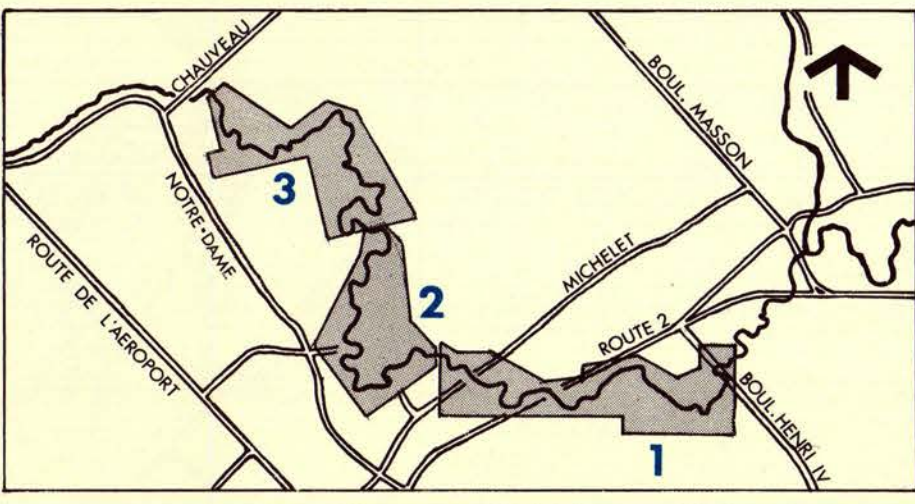 CHAUVEAU
BOUL. MASSON
NOTRE-DAME
3
ROUTE DE L'AEROPORT
MICHELET
2
ROUTE 2
BOUL. HENRI IV
1